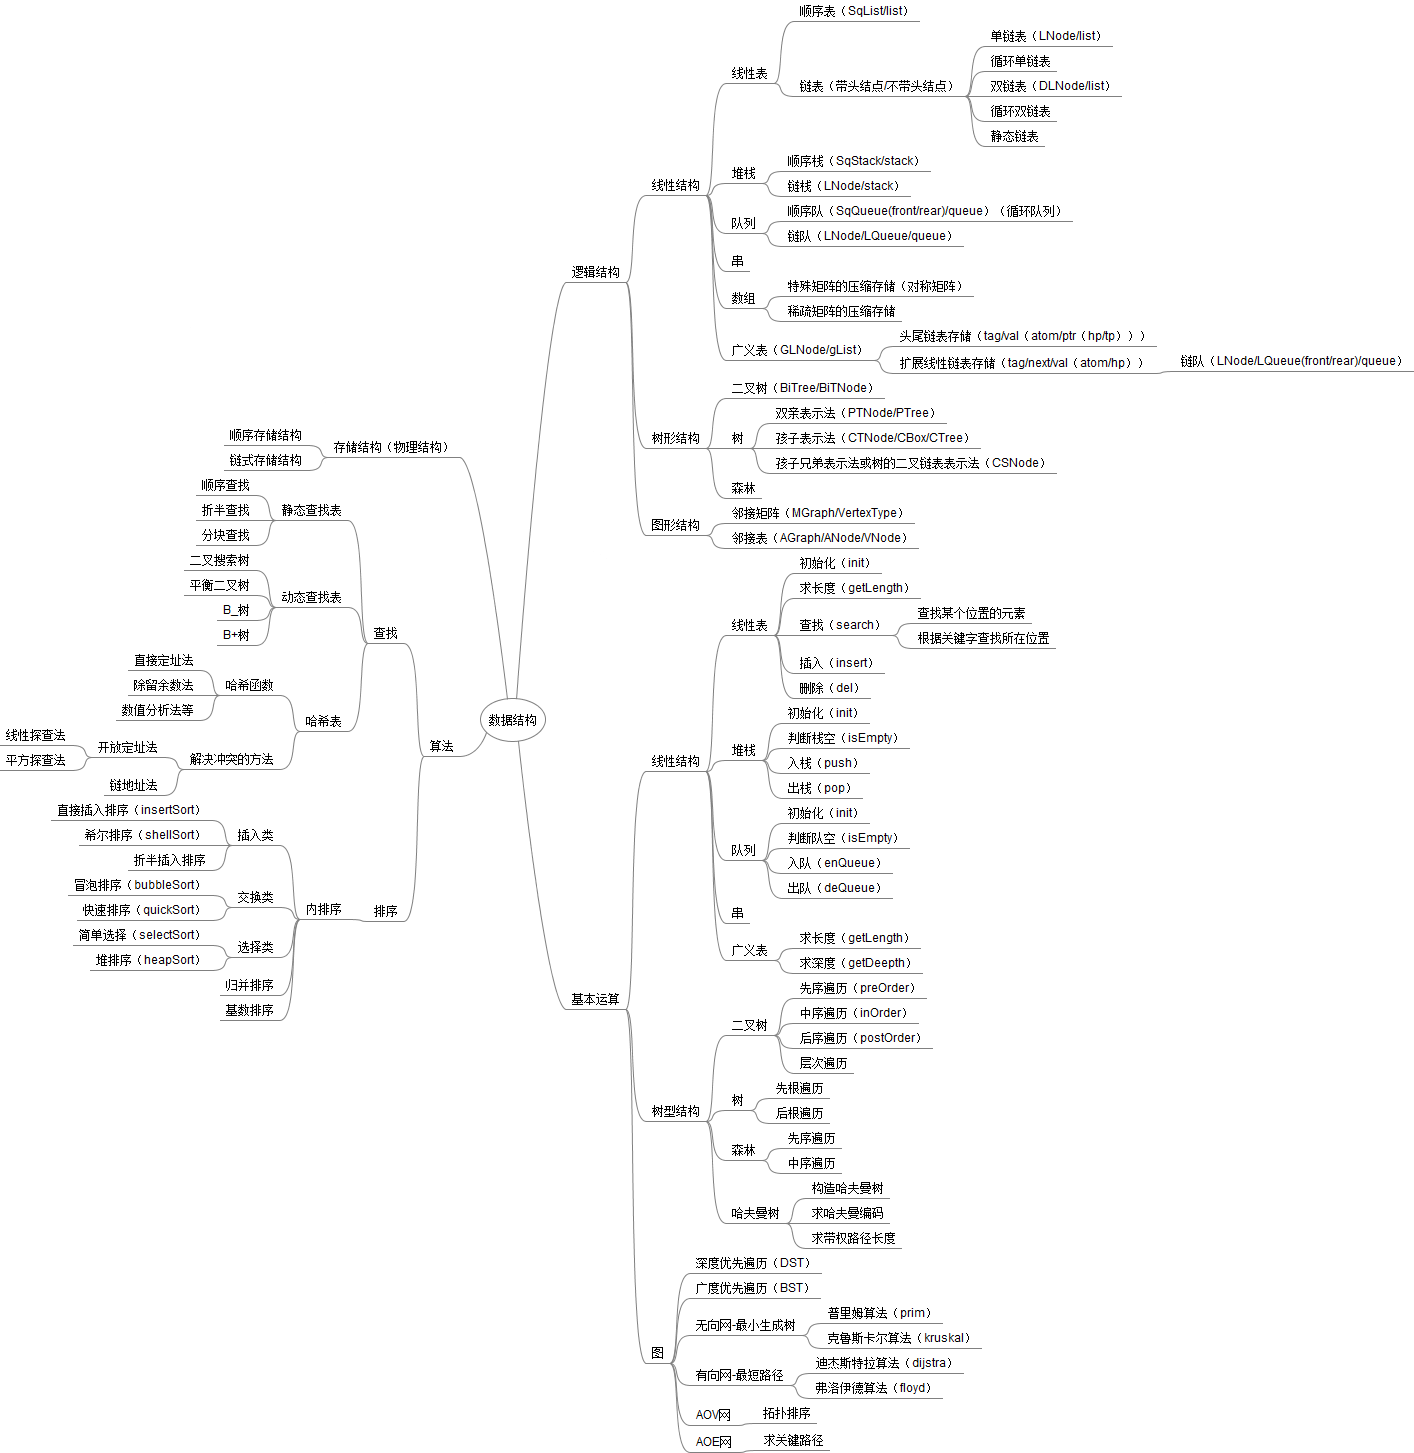 数据结构
逻辑结构
线性结构
线性表
顺序表（SqList/list）
链表（带头结点/不带头结点）
单链表（LNode/list）
循环单链表
双链表（DLNode/list）
循环双链表
静态链表
堆栈
顺序栈（SqStack/stack）
链栈（LNode/stack）
队列
顺序队（SqQueue(front/rear)/queue）（循环队列）
链队（LNode/LQueue/queue）
串
数组
特殊矩阵的压缩存储（对称矩阵）
稀疏矩阵的压缩存储
广义表（GLNode/gList）
头尾链表存储（tag/val（atom/ptr（hp/tp）））
扩展线性链表存储（tag/next/val（atom/hp））
链队（LNode/LQueue(front/rear)/queue）
树形结构
二叉树（BiTree/BiTNode）
树
双亲表示法（PTNode/PTree）
孩子表示法（CTNode/CBox/CTree）
孩子兄弟表示法或树的二叉链表表示法（CSNode）
森林
图形结构
邻接矩阵（MGraph/VertexType）
邻接表（AGraph/ANode/VNode）
基本运算
线性结构
线性表
初始化（init）
求长度（getLength）
查找（search）
查找某个位置的元素
根据关键字查找所在位置
插入（insert）
删除（del）
堆栈
初始化（init）
判断栈空（isEmpty）
入栈（push）
出栈（pop）
队列
初始化（init）
判断队空（isEmpty）
入队（enQueue）
出队（deQueue）
串
广义表
求长度（getLength）
求深度（getDeepth）
树型结构
二叉树
先序遍历（preOrder）
中序遍历（inOrder）
后序遍历（postOrder）
层次遍历
树
先根遍历
后根遍历
森林
先序遍历
中序遍历
哈夫曼树
构造哈夫曼树
求哈夫曼编码
求带权路径长度
图
深度优先遍历（DST）
广度优先遍历（BST）
无向网-最小生成树
普里姆算法（prim）
克鲁斯卡尔算法（kruskal）
有向网-最短路径
迪杰斯特拉算法（dijstra）
弗洛伊德算法（floyd）
AOV网
拓扑排序
AOE网
求关键路径
存储结构（物理结构）
顺序存储结构
链式存储结构
算法
查找
静态查找表
顺序查找
折半查找
分块查找
动态查找表
二叉搜索树
平衡二叉树
B_树
B+树
哈希表
哈希函数
直接定址法
除留余数法
数值分析法等
解决冲突的方法
开放定址法
线性探查法
平方探查法
链地址法
排序
内排序
插入类
直接插入排序（insertSort）
希尔排序（shellSort）
折半插入排序
交换类
冒泡排序（bubbleSort）
快速排序（quickSort）
选择类
简单选择（selectSort）
堆排序（heapSort）
归并排序
基数排序